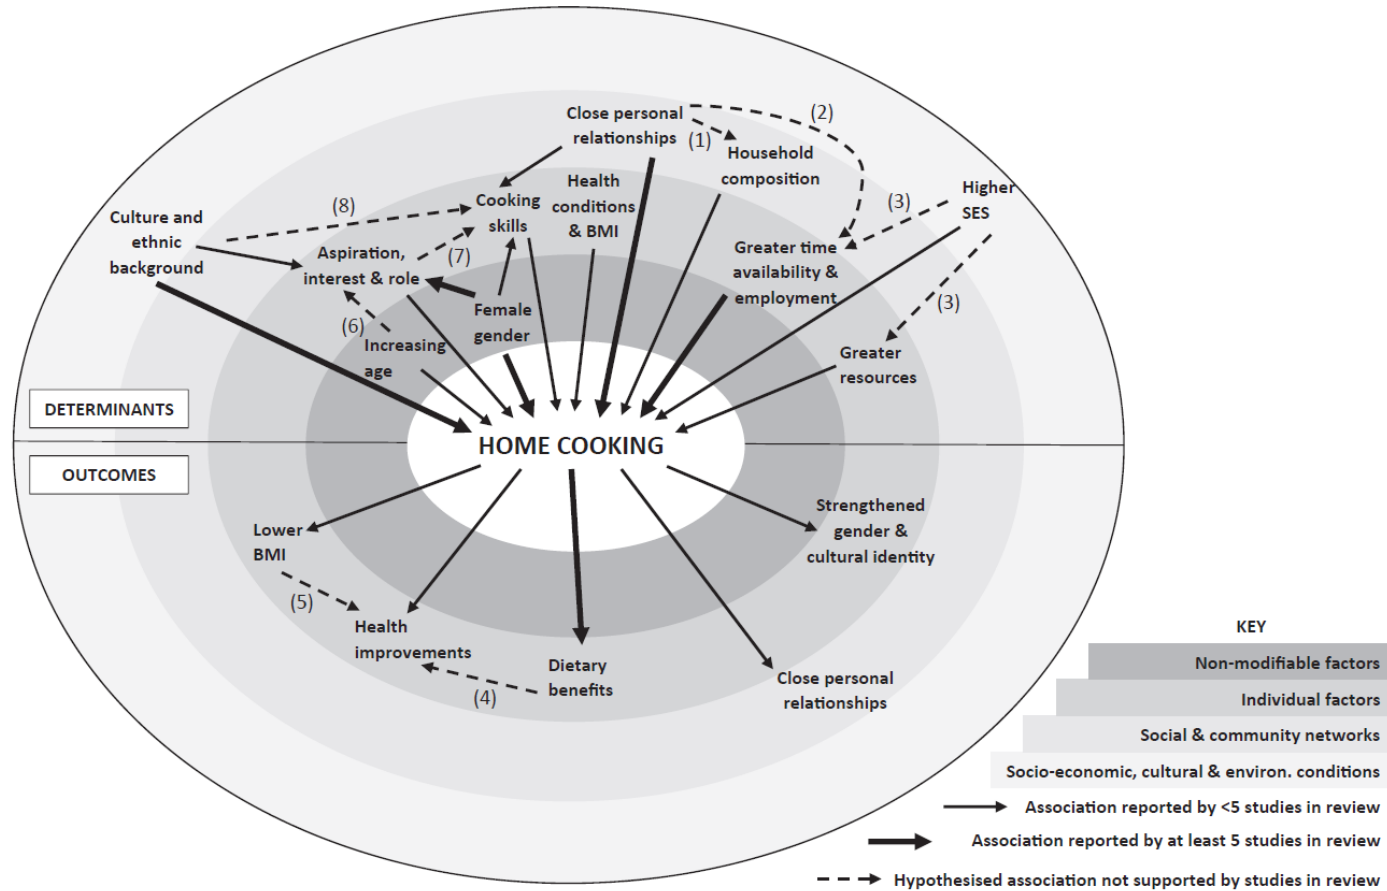 Close personal
relationships
(2)
(1)
Household
composition
Health
conditions
& BMI
Cooking
skills
Higher
SES
(3)
(8)
Culture and
ethnic
background
Aspiration,
interest & role
(7)
Greater time
availability &
employment
(3)
Female
gender
(6)
Increasing
age
Greater
resources
DETERMINANTS
HOME COOKING
OUTCOMES
Strengthened
gender &
cultural identity
Lower
BMI
(5)
Health
improvements
Dietary
benefits
(4)
Close personal
relationships
KEY
Non-modifiable factors
Individual factors
Social & community networks
Socio-economic, cultural & environ. conditions
Association reported by <5 studies in review
Association reported by at least 5 studies in review
Hypothesised association not supported by studies in review